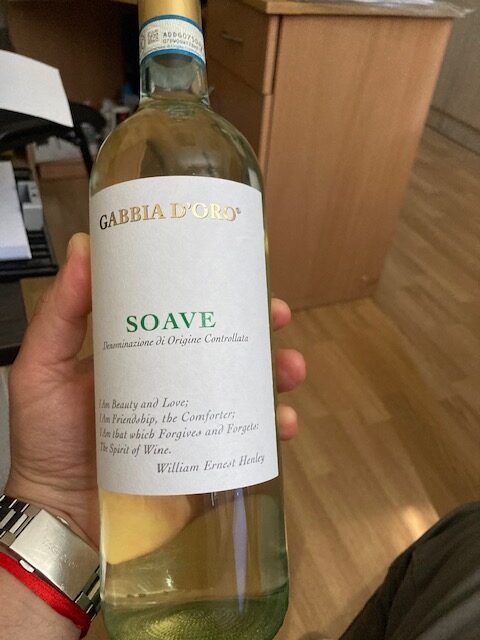 GABBIA D'ORO®
SOAVE
Denominazione di Origine Controllata
I Am Beauty and Love;
I Am Friendship, the Comforter;
I Am that which Forgives and Forgets:
The Spirit of Wine.
William Ernest Henley